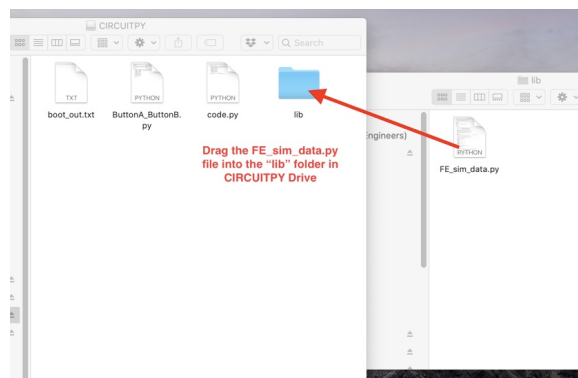 CIRCUITPY
Search
TXT
PYTHON
PYTHON
boot_out.txt
ButtonA_ButtonB.
py
code.py
lib
Drag the FE_sim_data.py
file into the “lib” folder in
CIRCUITPY Drive
lib
Engineers)
PYTHON
FE_sim_data.py